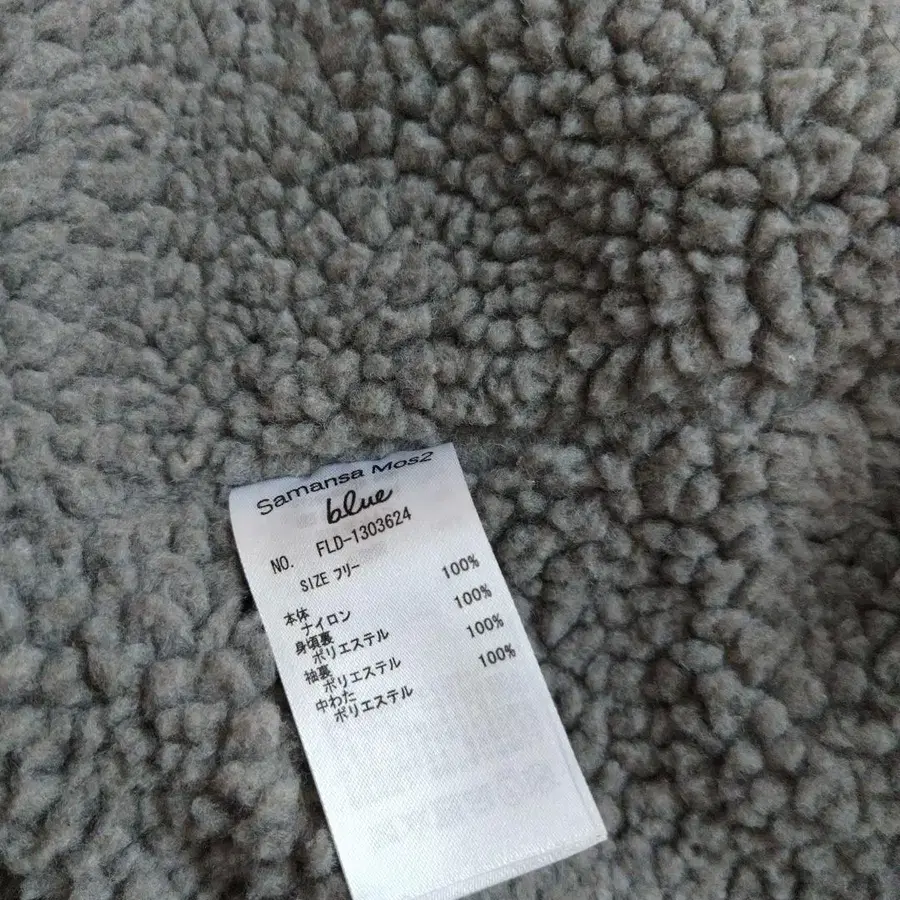 Samansa Mos2
blue
NO. FLD-1303624
SIZE フリー
本体
ナイロン 100%
身頃裏
ポリエステル 100%
袖裏
ポリエステル 100%
中わた
ポリエステル 100%